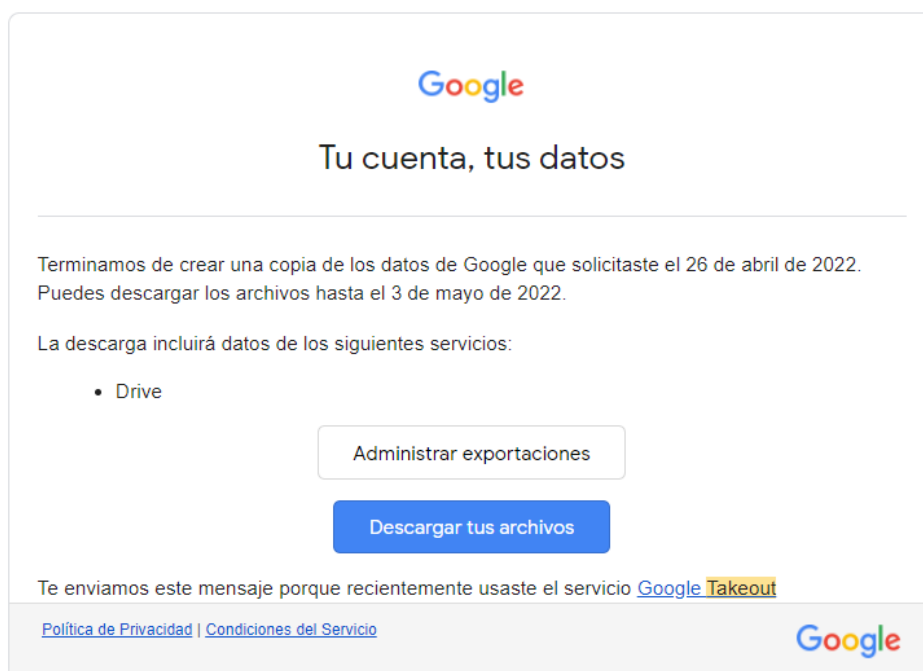 Google
Tu cuenta, tus datos
Terminamos de crear una copia de los datos de Google que solicitaste el 26 de abril de 2022.
Puedes descargar los archivos hasta el 3 de mayo de 2022.
La descarga incluirá datos de los siguientes servicios:
• Drive
Administrar exportaciones
Descargar tus archivos
Te enviamos este mensaje porque recientemente usaste el servicio Google Takeout
Política de Privacidad | Condiciones del Servicio
Google